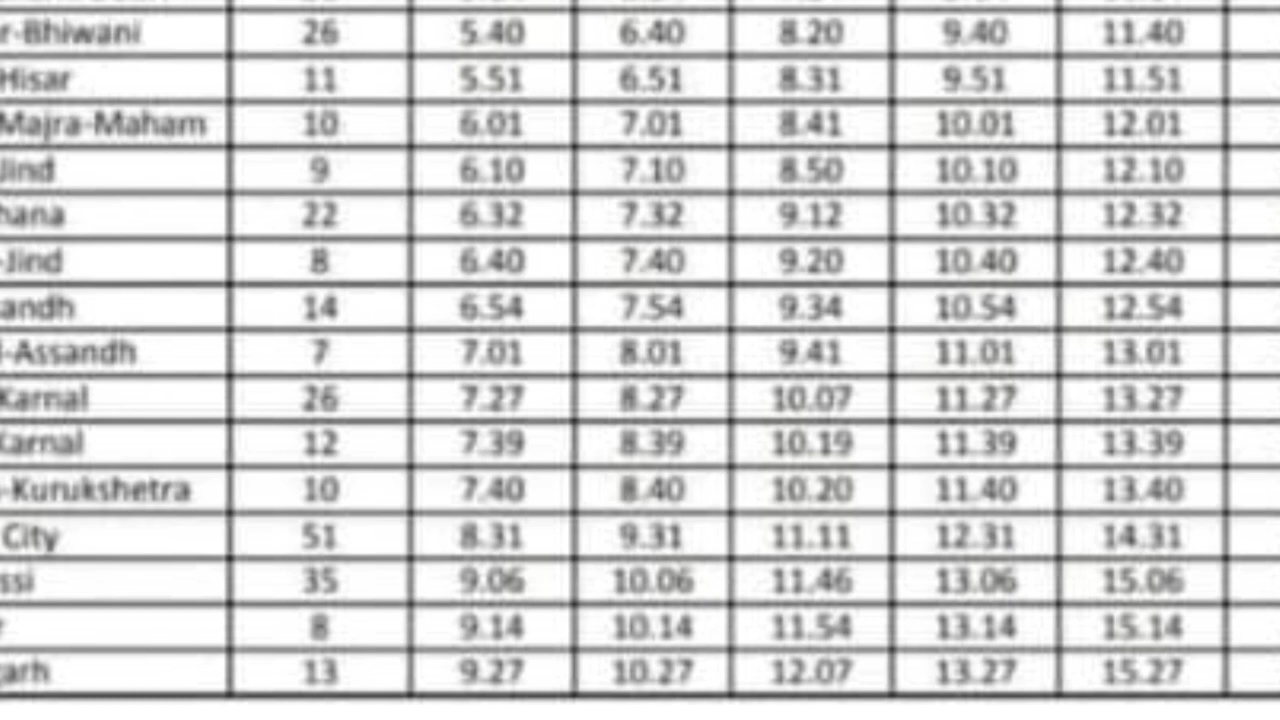 r-Bhiwani 26 5.40 6.40 8.20 9.40 11.40
Hisar 11 5.51 6.51 8.31 9.51 11.51
Majra-Maham 10 6.01 7.01 8.41 10.01 12.01
Jind 9 6.10 7.10 8.50 10.10 12.10
hana 22 6.32 7.32 9.12 10.32 12.32
-Jind 8 6.40 7.40 9.20 10.40 12.40
andh 14 6.54 7.54 9.34 10.54 12.54
-Assandh 7 7.01 8.01 9.41 11.01 13.01
Karnal 26 7.27 8.27 10.07 11.27 13.27
Karnal 12 7.39 8.39 10.19 11.39 13.39
-Kurukshetra 10 7.40 8.40 10.20 11.40 13.40
City 51 8.31 9.31 11.11 12.31 14.31
ssi 35 9.06 10.06 11.46 13.06 15.06
r 8 9.14 10.14 11.54 13.14 15.14
garh 13 9.27 10.27 12.07 13.27 15.27